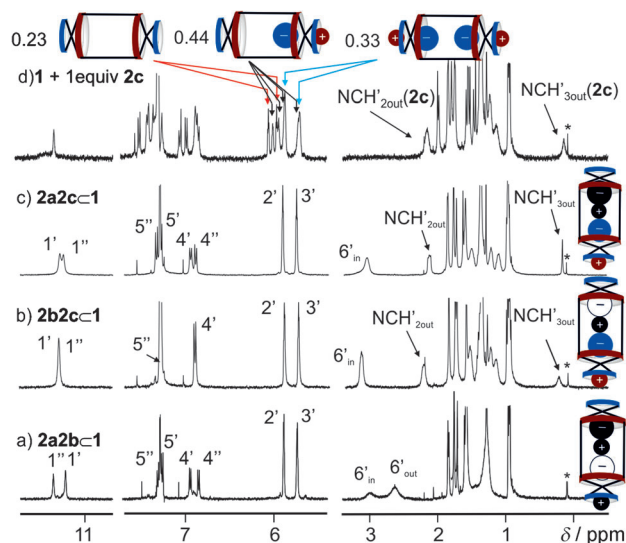 0.23 0.44 0.33
d) 1 + 1equiv 2c
NCH'2out(2c) NCH'3out(2c)
*
c) 2a2c⊂1
1' 1'' 5'' 5' 4' 4'' 2' 3' 6'in NCH'2out NCH'3out *
b) 2b2c⊂1
1' 1'' 5'' 4' 2' 3' 6'in NCH'2out NCH'3out *
a) 2a2b⊂1
1'' 1' 5'' 5' 4' 4'' 2' 3' 6'in 6'out *
11 7 6 3 2 1 δ / ppm